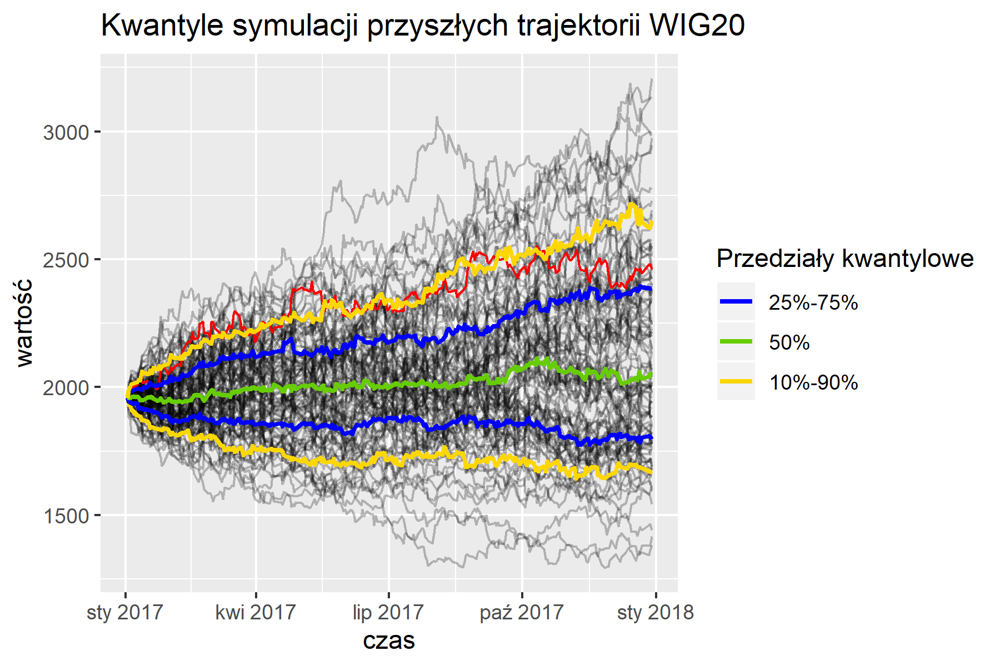 Kwantyle symulacji przyszłych trajektorii WIG20
wartość
3000
2500
2000
1500
sty 2017
kwi 2017
lip 2017
paź 2017
sty 2018
czas
Przedziały kwantylowe
25%-75%
50%
10%-90%